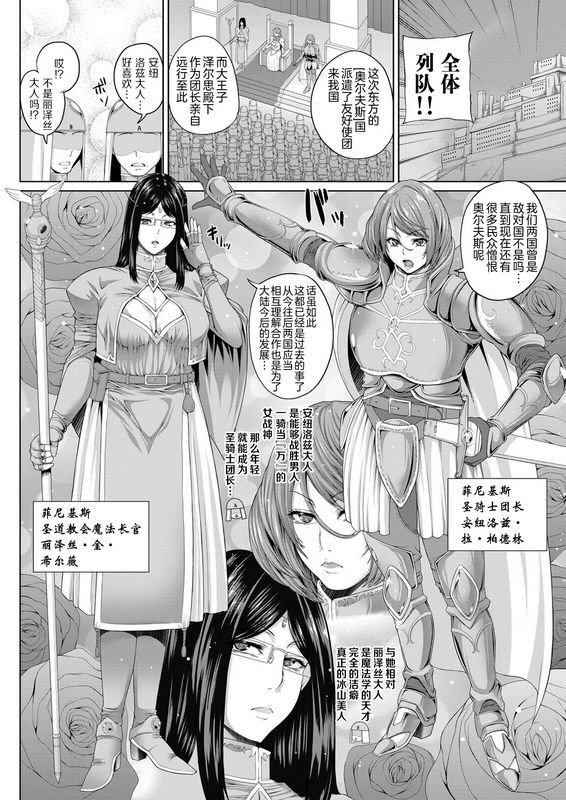 全体
列队!!
这次东方的
[奥尔夫斯]国
派遣了友好使团
来我国
而大王子
泽尔思殿下
作为团长亲自
远行至此
安纽
洛兹
大人…
好喜欢…
哎!?
不是丽泽丝
大人吗!?
我们两国曾是
敌对国不是吗…
直到现在还有
很多民众憎恨
奥尔夫斯呢
话虽如此
这都已经是过去的事了
从今往后两国应当
相互理解合作也是为了
大陆今后的发展…
安纽洛兹大人
是能够战胜男人
一骑当『万』的
女战神
那么年轻
就能成为
圣骑士团长…
菲尼基斯
圣骑士团长
安纽洛兹·
拉·柏德林
菲尼基斯
圣道教会魔法长官
丽泽丝·金·
希尔薇
与她相对
丽泽丝大人
是魔法学的天才
完全的洁癖
真正的冰山美人